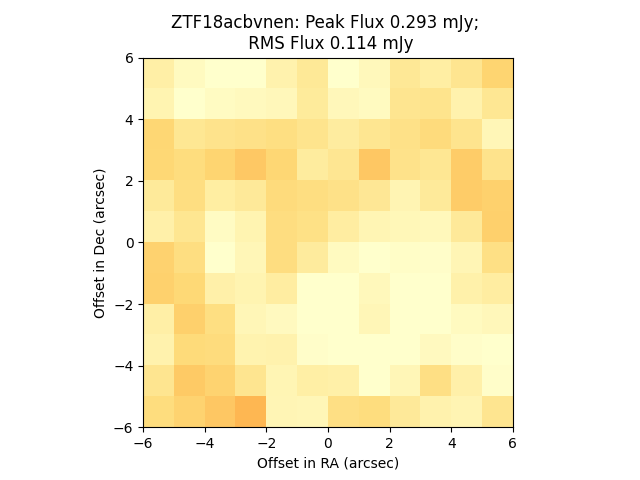 ZTF18acbvnen: Peak Flux 0.293 mJy;
RMS Flux 0.114 mJy
6
4
2
0
−2
−4
−6
Offset in Dec (arcsec)
−6 −4 −2 0 2 4 6
Offset in RA (arcsec)